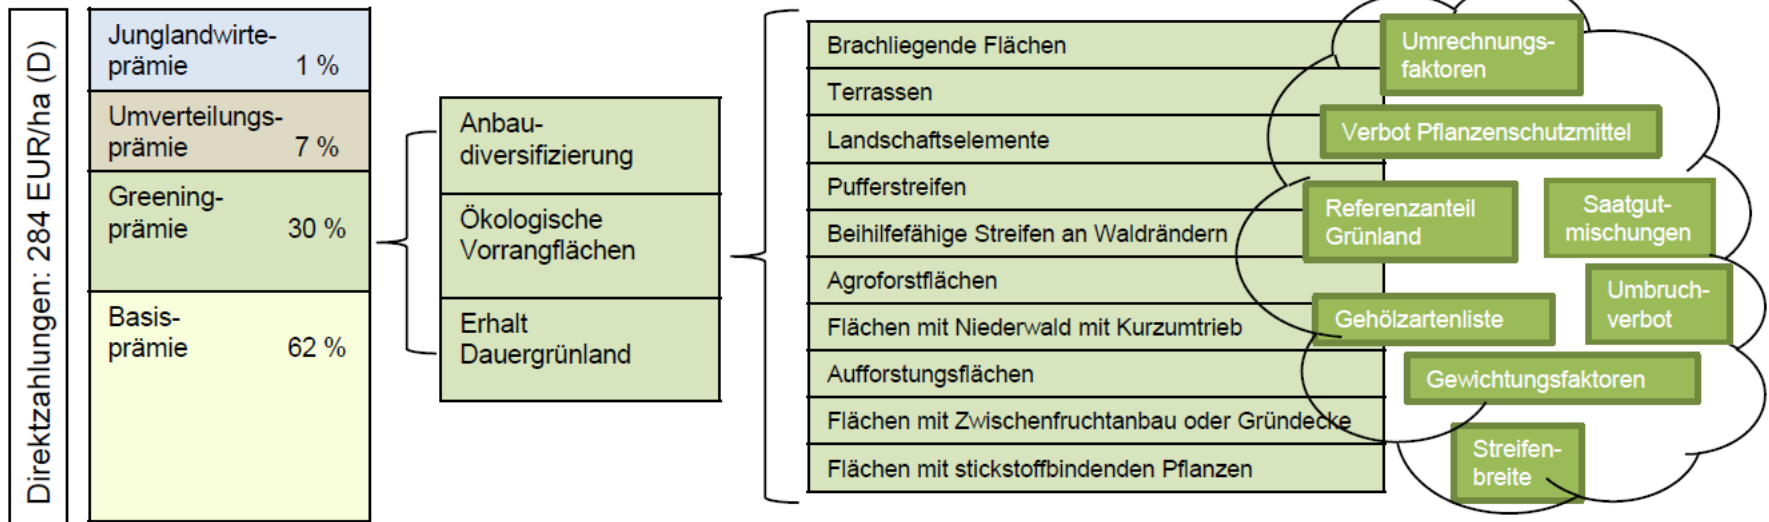 Direktzahlungen: 284 EUR/ha (D)
Junglandwirte-
prämie 1 %
Umverteilungs-
prämie 7 %
Greening-
prämie 30 %
Basis-
prämie 62 %
Anbau-
diversifizierung
Ökologische
Vorrangflächen
Erhalt
Dauergrünland
Brachliegende Flächen
Terrassen
Landschaftselemente
Pufferstreifen
Beihilfefähige Streifen an Waldrändern
Agroforstflächen
Flächen mit Niederwald mit Kurzumtrieb
Aufforstungsflächen
Flächen mit Zwischenfruchtanbau oder Gründecke
Flächen mit stickstoffbindenden Pflanzen
Umrechnungs-
faktoren
Verbot Pflanzenschutzmittel
Referenzanteil
Grünland
Saatgut-
mischungen
Umbruch-
verbot
Gehölzartenliste
Gewichtungsfaktoren
Streifen-
breite